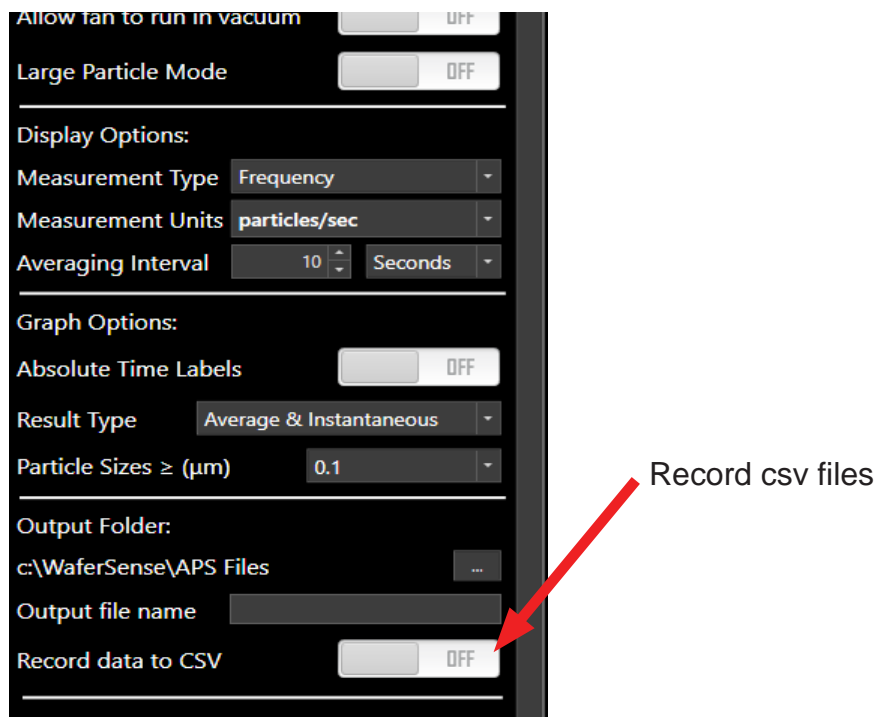 Allow fan to run in vacuum OFF
Large Particle Mode OFF
Display Options:
Measurement Type Frequency
Measurement Units particles/sec
Averaging Interval 10 Seconds
Graph Options:
Absolute Time Labels OFF
Result Type Average & Instantaneous
Particle Sizes ≥ (μm) 0.1
Record csv files
Output Folder:
c:\WaferSense\APS Files ...
Output file name
Record data to CSV OFF